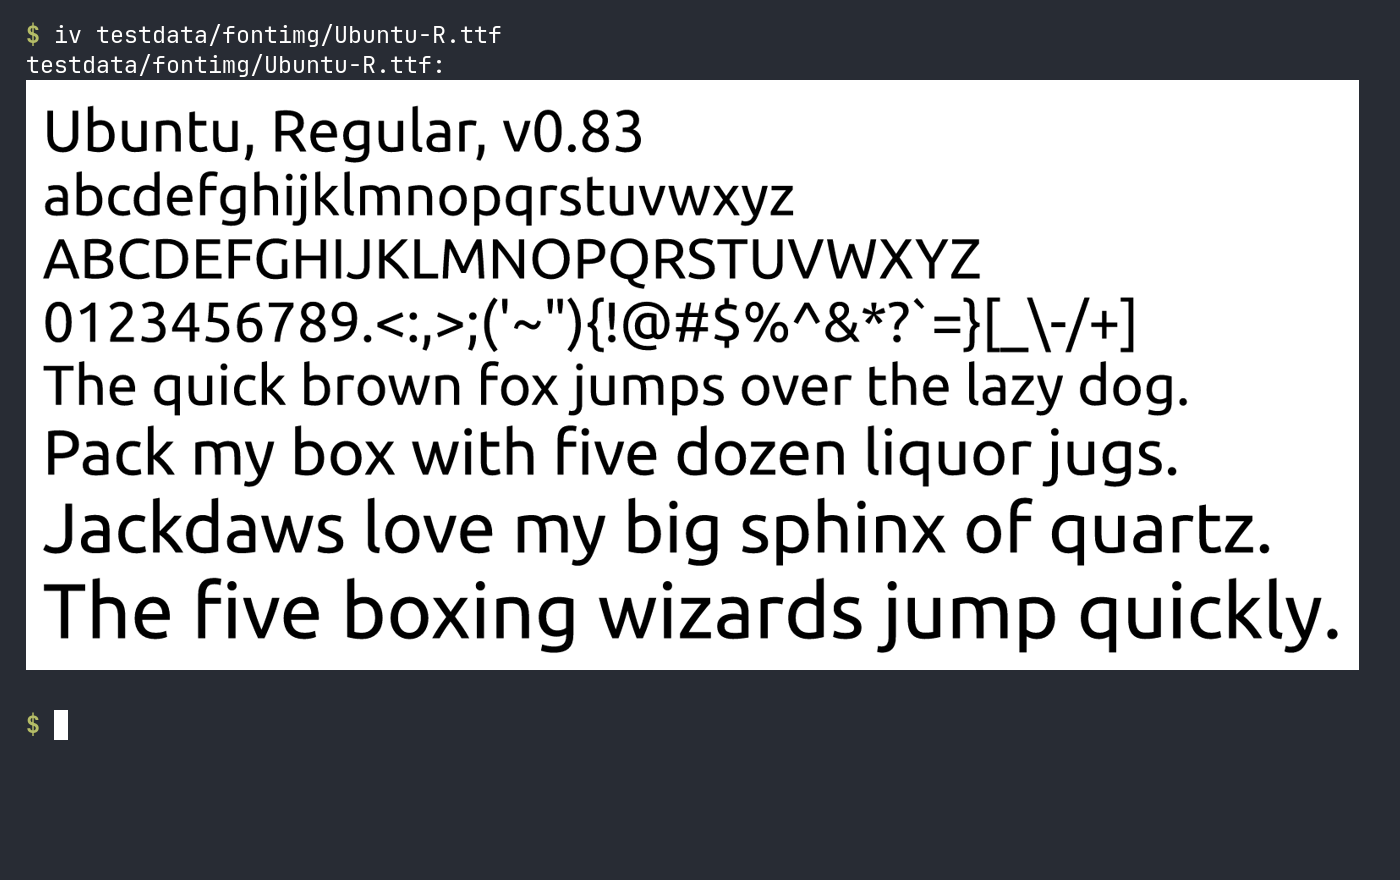 $ iv testdata/fontimg/Ubuntu-R.ttf
testdata/fontimg/Ubuntu-R.ttf:
Ubuntu, Regular, v0.83
abcdefghijklmnopqrstuvwxyz
ABCDEFGHIJKLMNOPQRSTUVWXYZ
0123456789.<:,>;('~"){!@#$%^&*?`=}[_\-/+]
The quick brown fox jumps over the lazy dog.
Pack my box with five dozen liquor jugs.
Jackdaws love my big sphinx of quartz.
The five boxing wizards jump quickly.
$